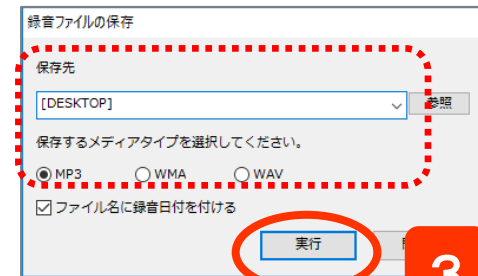 録音ファイルの保存
保存先
[DESKTOP]
参照
保存するメディアタイプを選択してください。
MP3 WMA WAV
ファイル名に録音日付を付ける
実行
3